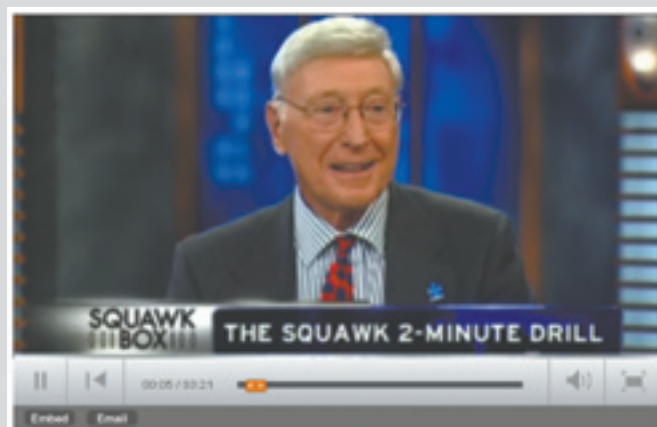 SQUAWK
BOX
THE SQUAWK 2-MINUTE DRILL
00:05 / 03:21
Embed Email